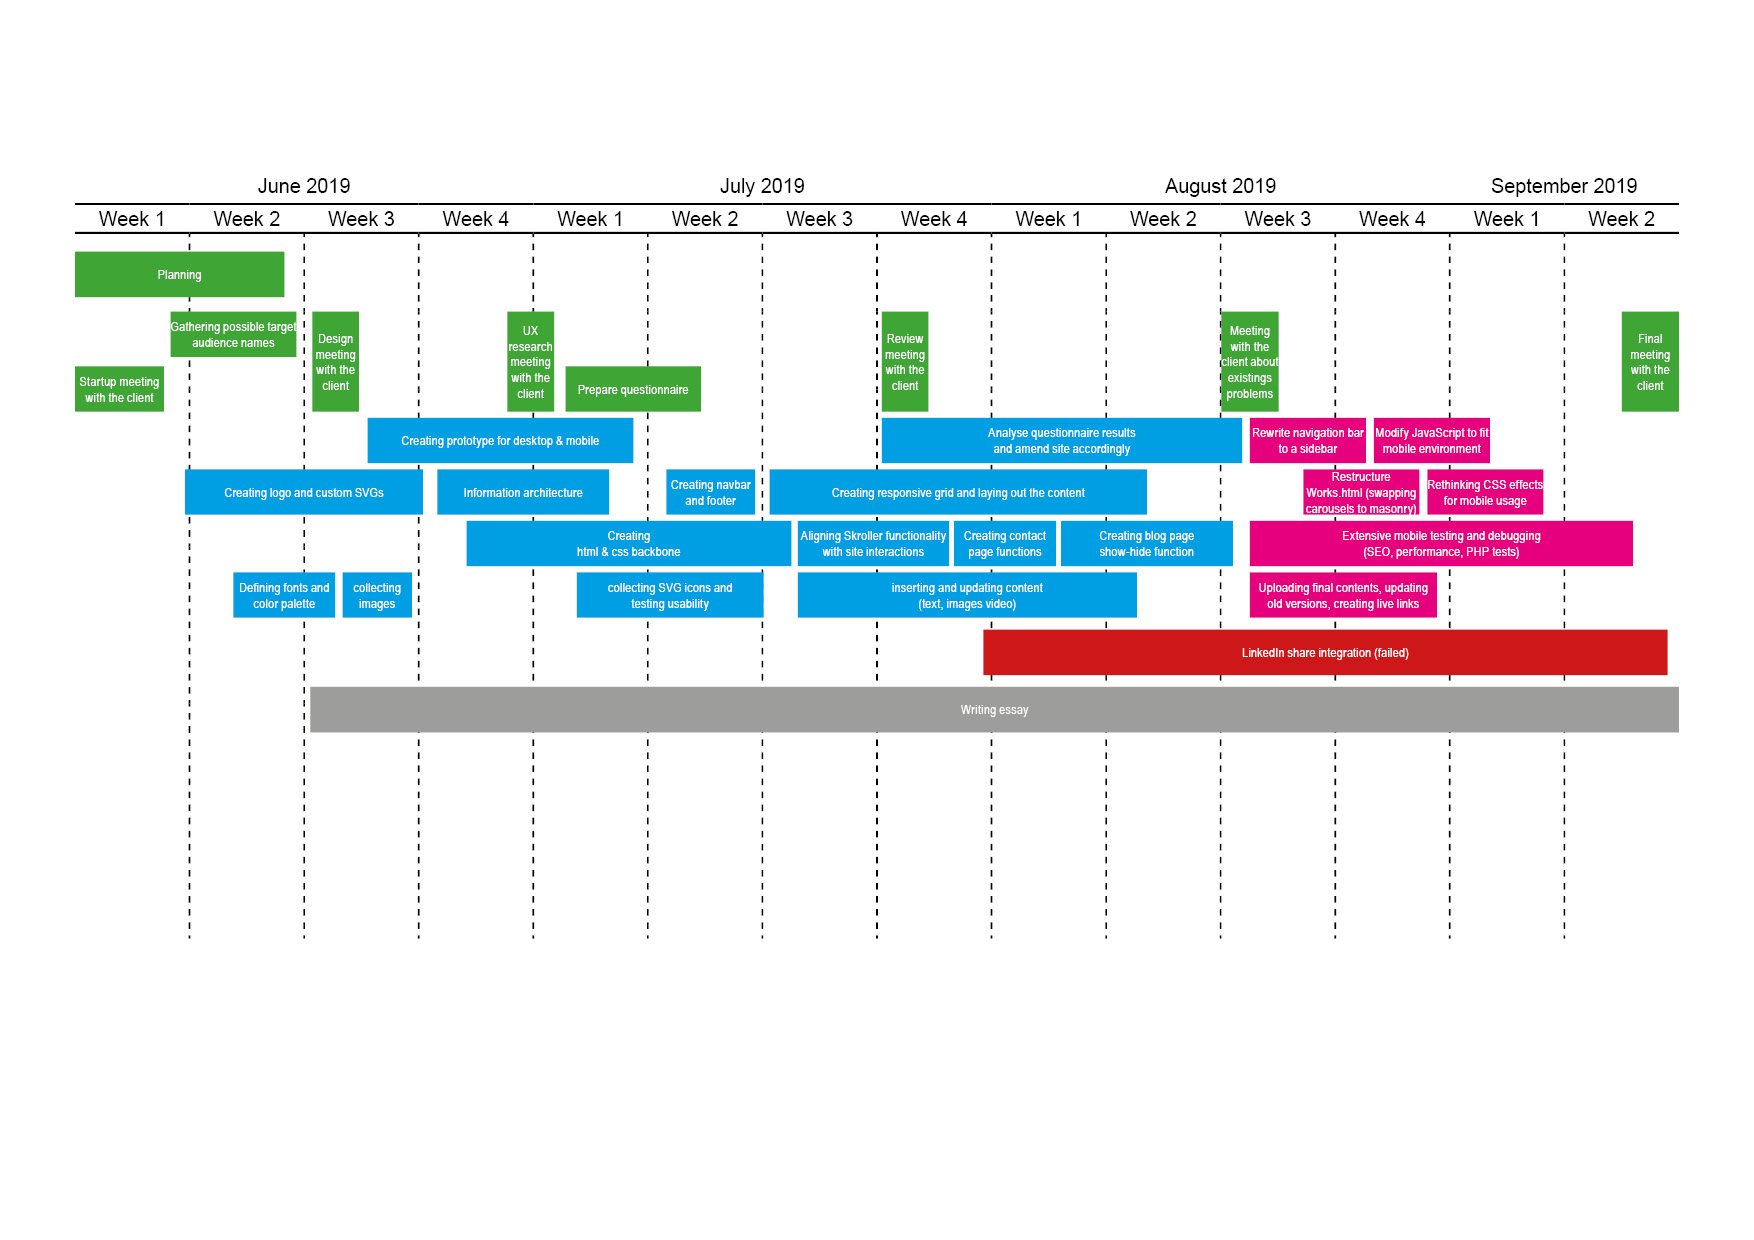 June 2019
July 2019
August 2019
September 2019
Week 1
Week 2
Week 3
Week 4
Week 1
Week 2
Week 3
Week 4
Week 1
Week 2
Week 3
Week 4
Week 1
Week 2
Planning
Gathering possible target
audience names
Startup meeting
with the client
Design
meeting
with the
client
UX
research
meeting
with the
client
Prepare questionnaire
Review
meeting
with the
client
Meeting
with the
client about
existings
problems
Final
meeting
with the
client
Creating prototype for desktop & mobile
Analyse questionnaire results
and amend site accordingly
Rewrite navigation bar
to a sidebar
Modify JavaScript to fit
mobile environment
Creating logo and custom SVGs
Information architecture
Creating navbar
and footer
Creating responsive grid and laying out the content
Restructure
Works.html (swapping
carousels to masonry)
Rethinking CSS effects
for mobile usage
Creating
html & css backbone
Aligning Skroller functionality
with site interactions
Creating contact
page functions
Creating blog page
show-hide function
Extensive mobile testing and debugging
(SEO, performance, PHP tests)
Defining fonts and
color palette
collecting
images
collecting SVG icons and
testing usability
inserting and updating content
(text, images video)
Uploading final contents, updating
old versions, creating live links
LinkedIn share integration (failed)
Writing essay